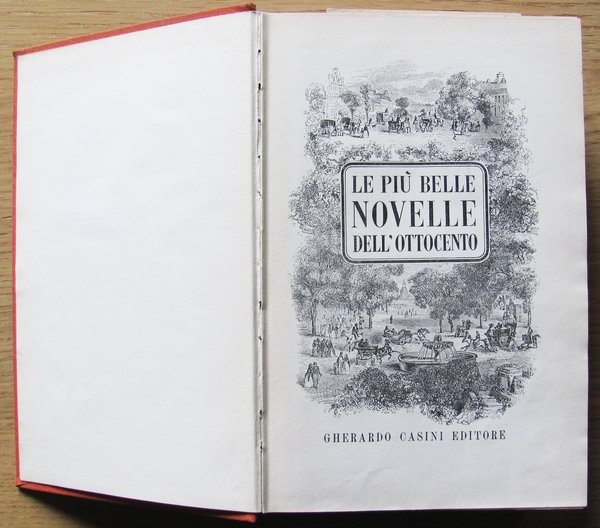 LE PIÙ BELLE
NOVELLE
DELL'OTTOCENTO
GHERARDO CASINI EDITORE